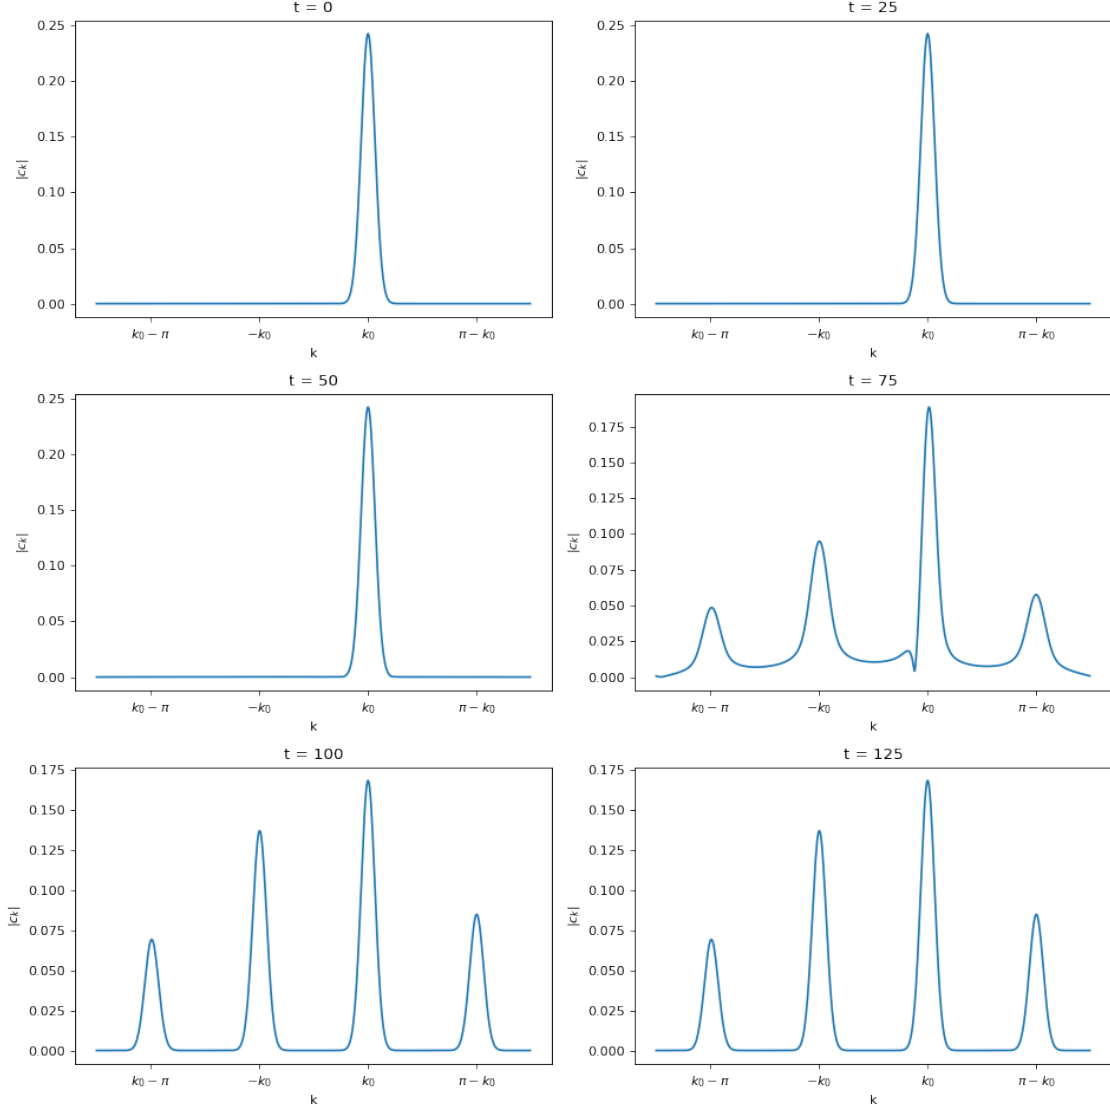 t = 0
0.25
0.20
0.15
0.10
0.05
0.00
|c_k|
k_0 − π
−k_0
k_0
π − k_0
k
t = 25
0.25
0.20
0.15
0.10
0.05
0.00
|c_k|
k_0 − π
−k_0
k_0
π − k_0
k
t = 50
0.25
0.20
0.15
0.10
0.05
0.00
|c_k|
k_0 − π
−k_0
k_0
π − k_0
k
t = 75
0.175
0.150
0.125
0.100
0.075
0.050
0.025
0.000
|c_k|
k_0 − π
−k_0
k_0
π − k_0
k
t = 100
0.175
0.150
0.125
0.100
0.075
0.050
0.025
0.000
|c_k|
k_0 − π
−k_0
k_0
π − k_0
k
t = 125
0.175
0.150
0.125
0.100
0.075
0.050
0.025
0.000
|c_k|
k_0 − π
−k_0
k_0
π − k_0
k